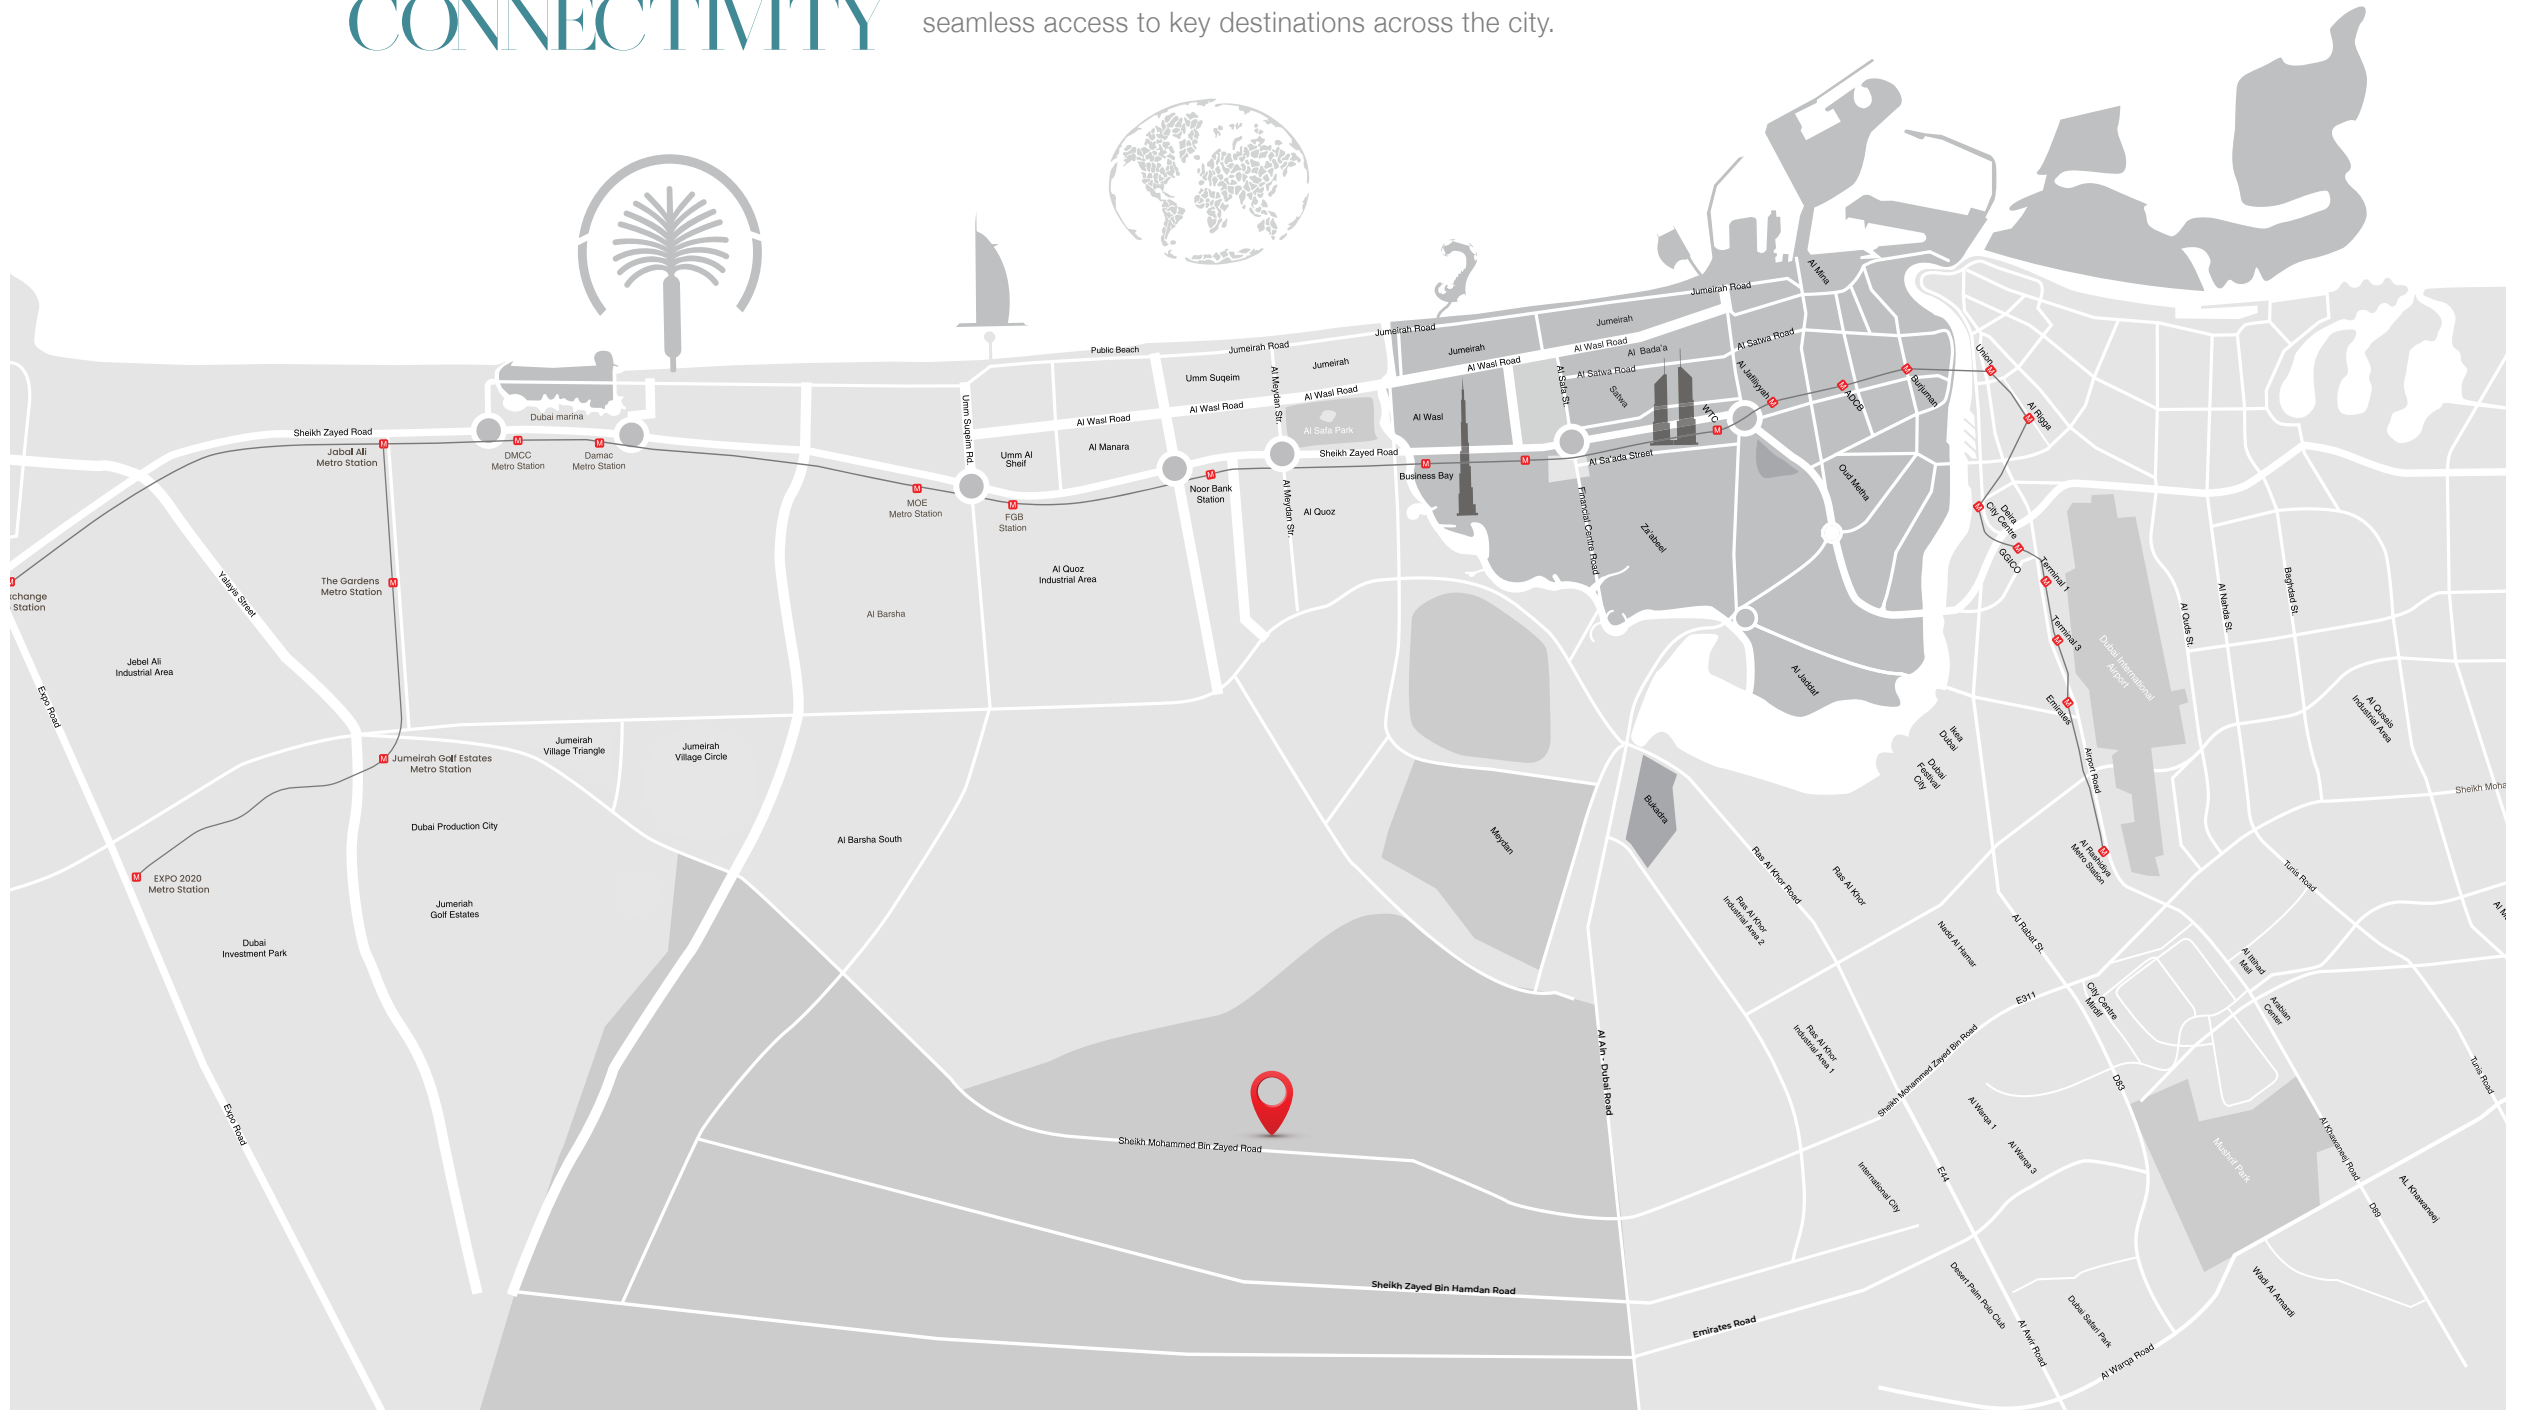 CONNECTIVITY
seamless access to key destinations across the city.
Al Mina
Jumeirah Road
Jumeirah
Jumeirah Road
Al Satwa Road
Al Wasl Road
Al Bada'a
Jumeirah Road
Public Beach
Jumeirah
Jumeirah
Al Wasl Road
Al Satwa Road
Al Jafiliyyah
Union
Umm Suqeim
Al Meydan Str.
Al Safa St.
Satwa
ADCB
Burjuman
Al Wasl Road
Al Wasl Road
Al Wasl Road
Al Wasl
WTC
Al Rigga
Dubai marina
Umm Suqeim Rd.
Al Safa Park
Sheikh Zayed Road
Al Manara
Jabal Ali
Metro Station
DMCC
Metro Station
Damac
Metro Station
Umm Al
Sheif
Sheikh Zayed Road
Al Sa'ada Street
Business Bay
Oud Metha
MOE
Metro Station
FGB
Station
Noor Bank
Station
Al Meydan Str.
Al Quoz
Financial Centre Road
Za'abeel
Deira
City Centre
GGICO
Terminal 1
xchange
Station
Yalayis Street
The Gardens
Metro Station
Al Quoz
Industrial Area
Al Barsha
Al Quds St.
Al Nahda St.
Baghdad St.
Terminal 3
Dubai International
Airport
Jebel Ali
Industrial Area
Expo Road
Al Jaddaf
Emirates
Al Qusais
Industrial Area
Ikea
Dubai
Jumeirah Golf Estates
Metro Station
Jumeirah
Village Triangle
Jumeirah
Village Circle
Dubai
Festival
City
Airport Road
Sheikh Moha
Bukadra
Dubai Production City
Al Barsha South
Meydan
Al Rashidiya
Metro Station
EXPO 2020
Metro Station
Ras Al Khor Road
Ras Al Khor
Tunis Road
Jumeriah
Golf Estates
Ras Al Khor
Industrial Area 2
Al M
Dubai
Investment Park
Nadd Al Hamar
Al Rabat St.
Al Ittihad
Mall
E311
City Centre
Mirdif
Arabian
Center
Ras Al Khor
Industrial Area 1
Sheikh Mohammed Zayed Bin Road
Al Ain - Dubai Road
D83
Tunis Road
Expo Road
Sheikh Mohammed Bin Zayed Road
Al Warqa 1
Al Warqa 3
Mushrif Park
Al Khawaneej Road
E44
International City
D89
AL Khawaneej
Sheikh Zayed Bin Hamdan Road
Emirates Road
Desert Palm Polo Club
Dubai Safari Park
Wadi Al Amardi
Al Awir Road
Al Warqa Road